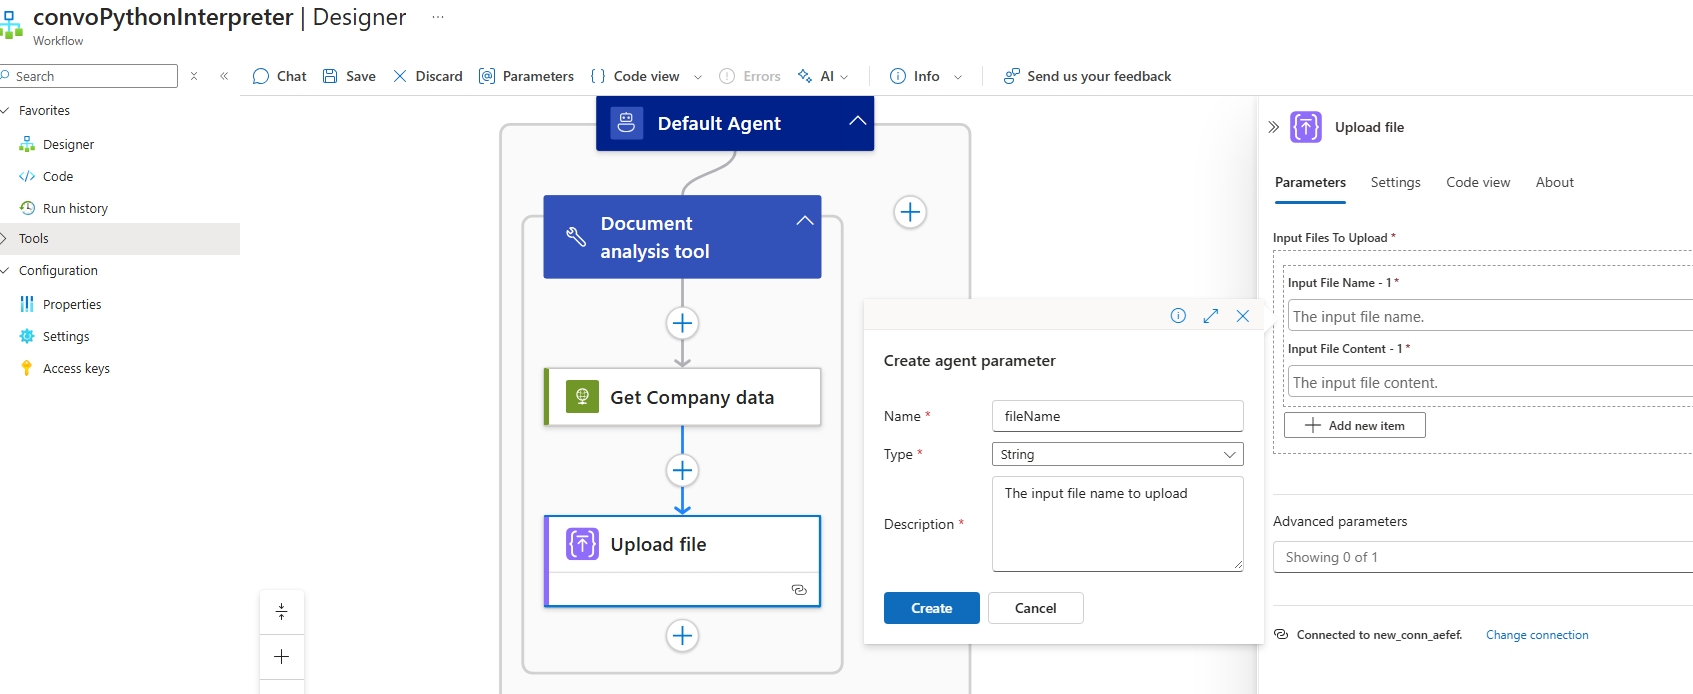 convoPythonInterpreter | Designer ...
Workflow
Search
Chat Save Discard Parameters Code view Errors AI Info Send us your feedback
Favorites
Designer
Code
Run history
Tools
Configuration
Properties
Settings
Access keys
Default Agent
Document
analysis tool
Get Company data
Upload file
Create agent parameter
Name *
fileName
Type *
String
Description *
The input file name to upload
Create Cancel
Upload file
Parameters Settings Code view About
Input Files To Upload *
Input File Name - 1 *
The input file name.
Input File Content - 1 *
The input file content.
Add new item
Advanced parameters
Showing 0 of 1
Connected to new_conn_aefef. Change connection